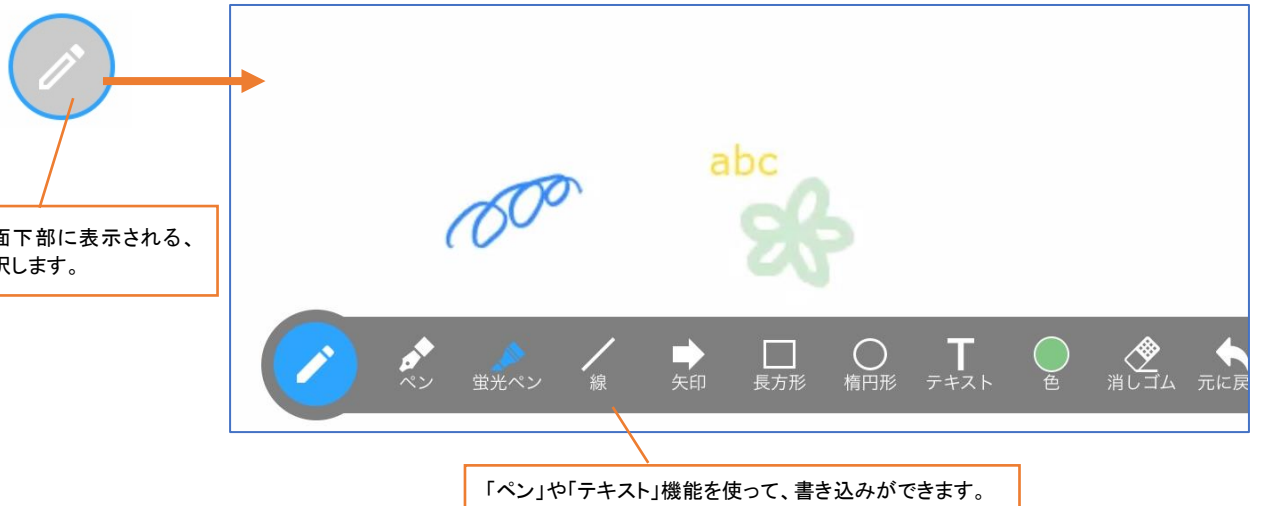 abc
面下部に表示される、
択します。
ペン 蛍光ペン 線 矢印 長方形 楕円形 テキスト 色 消しゴム 元に戻
「ペン」や「テキスト」機能を使って、書き込みができます。